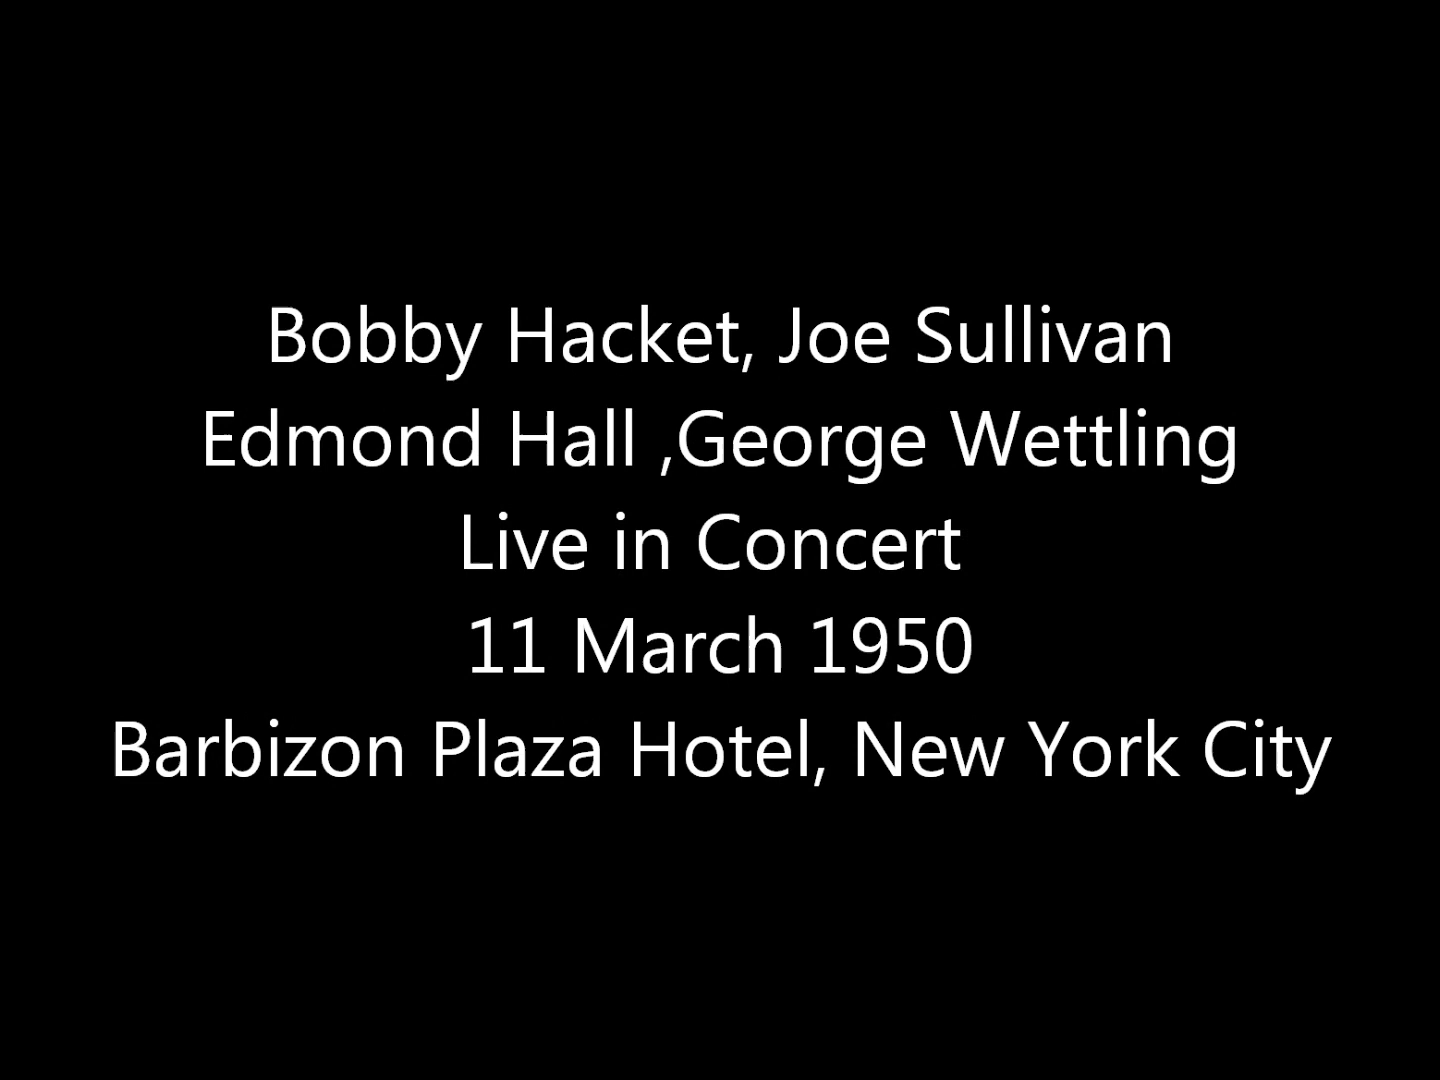 Bobby Hacket, Joe Sullivan
Edmond Hall ,George Wettling
Live in Concert
11 March 1950
Barbizon Plaza Hotel, New York City